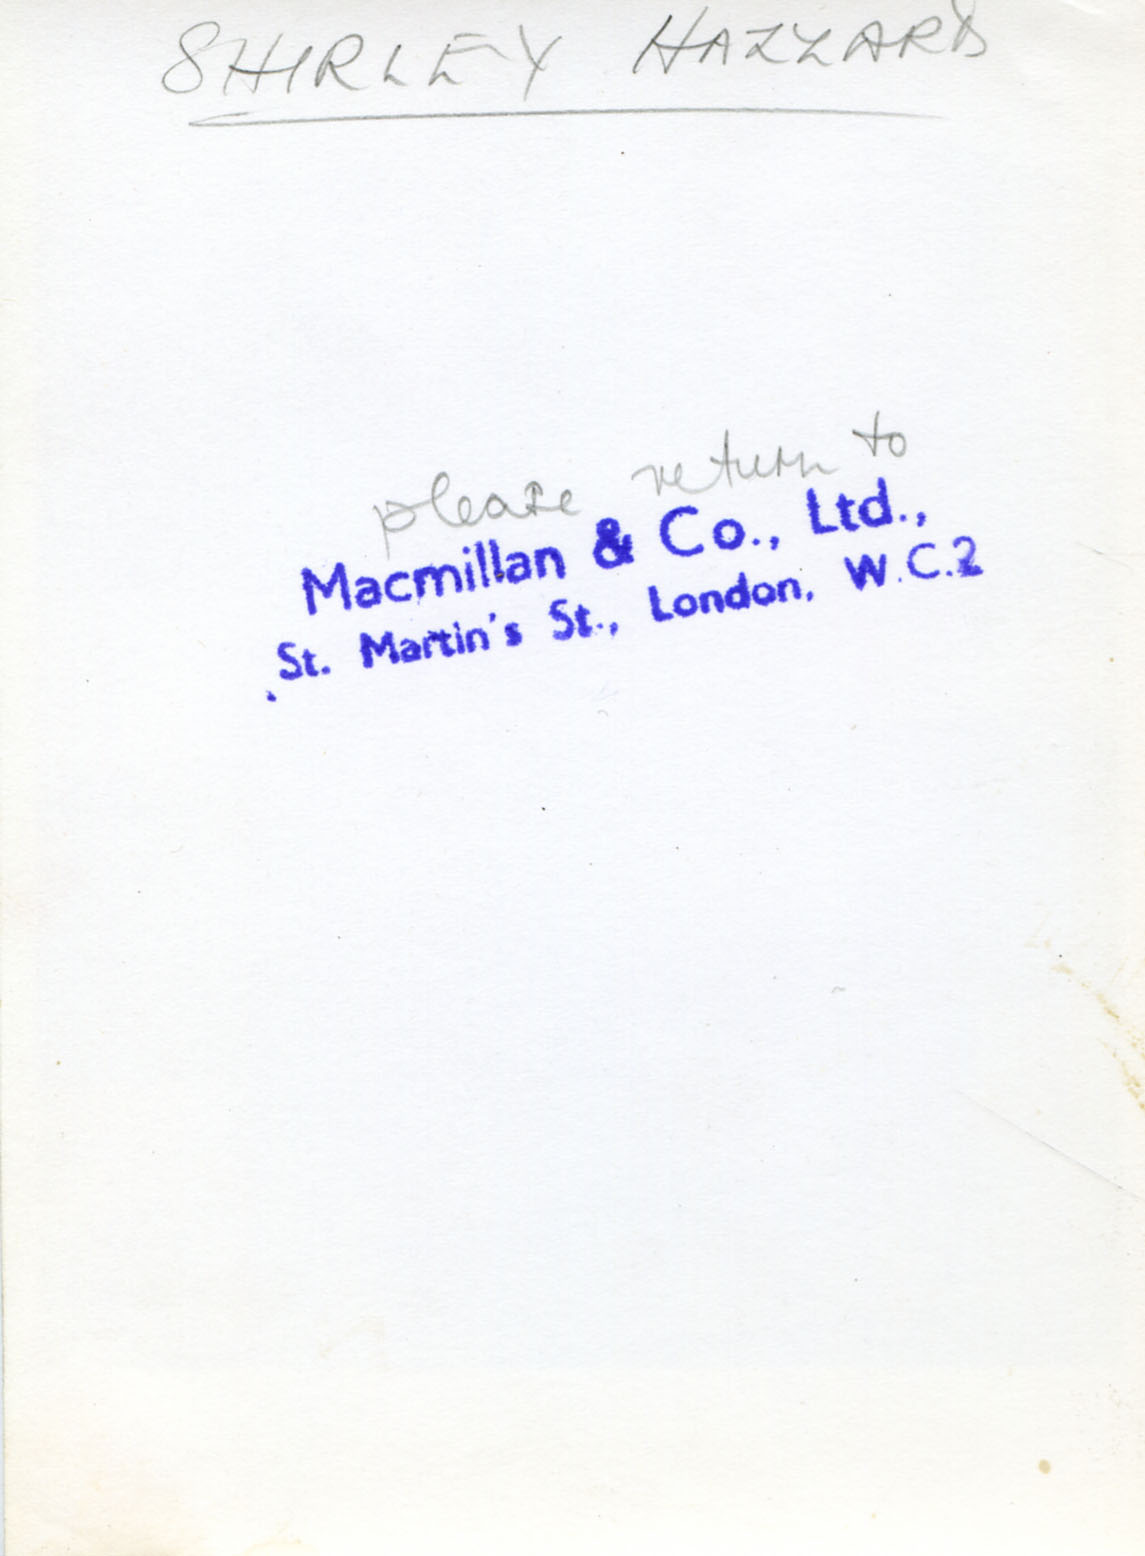 SHIRLEY HAZZARD
please return to
Macmillan & Co., Ltd.,
St. Martin's St., London, W.C.2